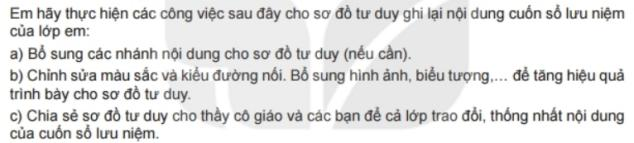 Em hãy thực hiện các công việc sau đây cho sơ đồ tư duy ghi lại nội dung cuốn sổ lưu niệm
của lớp em:
a) Bổ sung các nhánh nội dung cho sơ đồ tư duy (nếu cần).
b) Chỉnh sửa màu sắc và kiểu đường nối. Bổ sung hình ảnh, biểu tượng,... để tăng hiệu quả
trình bày cho sơ đồ tư duy.
c) Chia sẻ sơ đồ tư duy cho thầy cô giáo và các bạn để cả lớp trao đổi, thống nhất nội dung
của cuốn sổ lưu niệm.